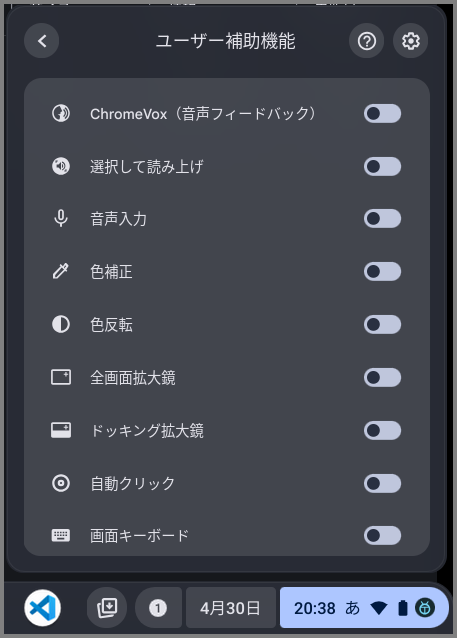 ユーザー補助機能
ChromeVox（音声フィードバック）
選択して読み上げ
音声入力
色補正
色反転
全画面拡大鏡
ドッキング拡大鏡
自動クリック
画面キーボード
1 4月30日 20:38 あ